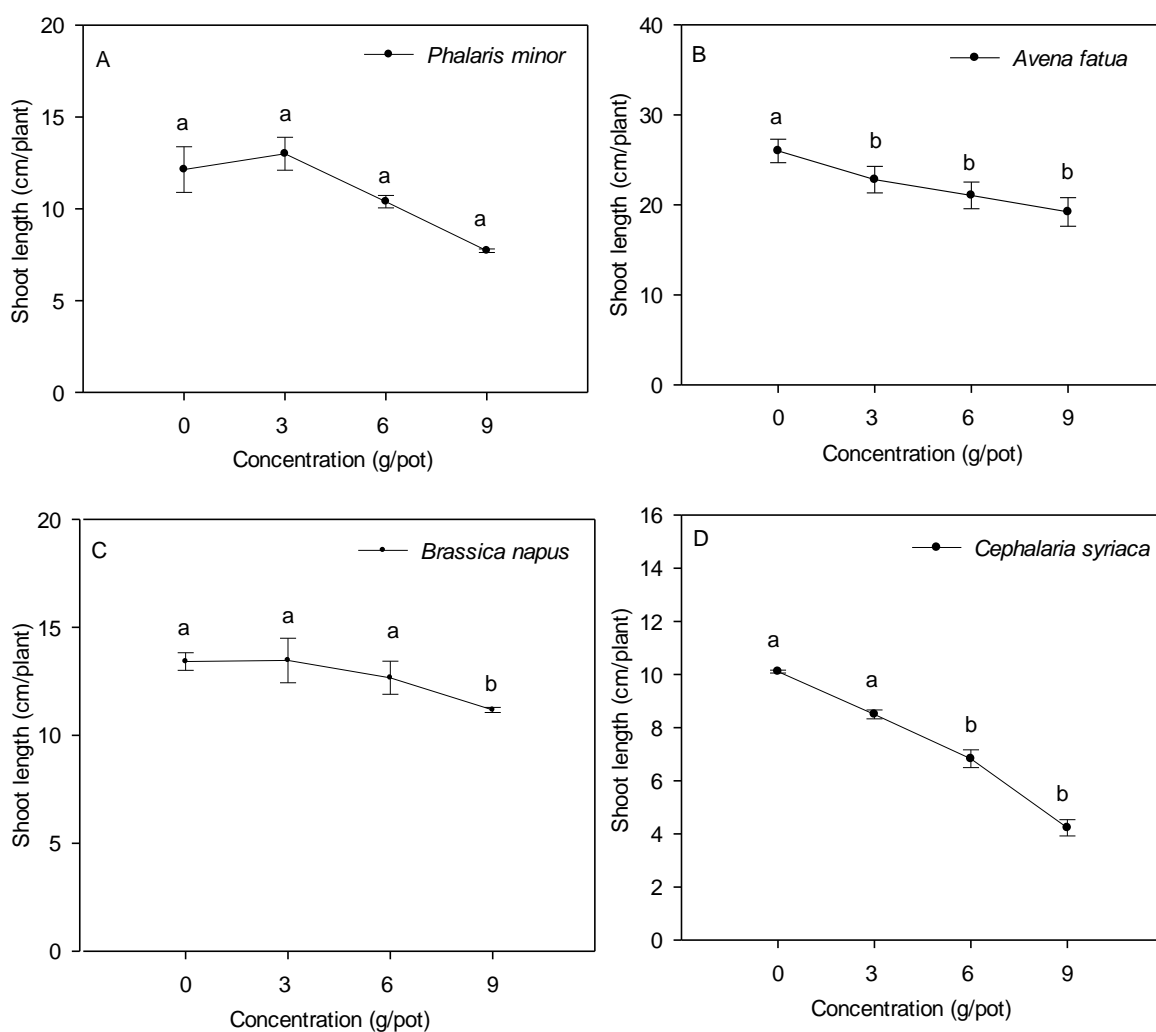 A
Phalaris minor
Shoot length (cm/plant)
20
15
10
5
0
a
a
a
a
0 3 6 9
Concentration (g/pot)
B
Avena fatua
Shoot length (cm/plant)
40
30
20
10
0
a
b
b
b
0 3 6 9
Concentration (g/pot)
C
Brassica napus
Shoot length (cm/plant)
20
15
10
5
0
a
a
a
b
0 3 6 9
Concentration (g/pot)
D
Cephalaria syriaca
Shoot length (cm/plant)
16
14
12
10
8
6
4
2
0
a
a
b
b
0 3 6 9
Concentration (g/pot)